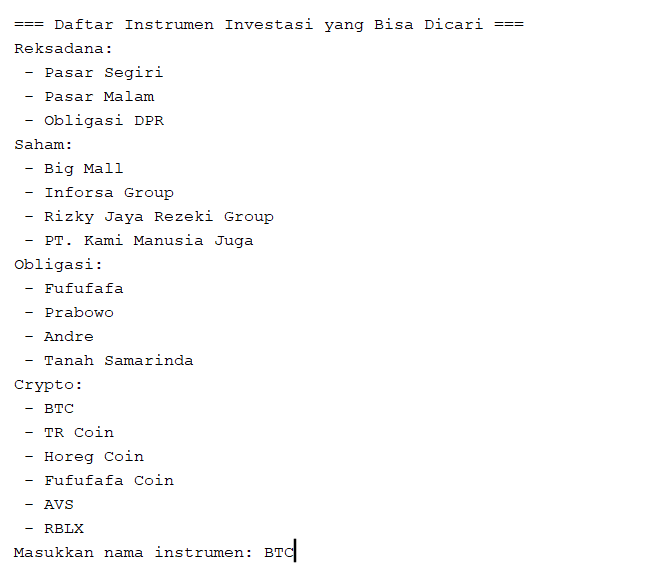 === Daftar Instrumen Investasi yang Bisa Dicari ===
Reksadana:
- Pasar Segiri
- Pasar Malam
- Obligasi DPR
Saham:
- Big Mall
- Inforsa Group
- Rizky Jaya Rezeki Group
- PT. Kami Manusia Juga
Obligasi:
- Fufufafa
- Prabowo
- Andre
- Tanah Samarinda
Crypto:
- BTC
- TR Coin
- Horeg Coin
- Fufufafa Coin
- AVS
- RBLX
Masukkan nama instrumen: BTC